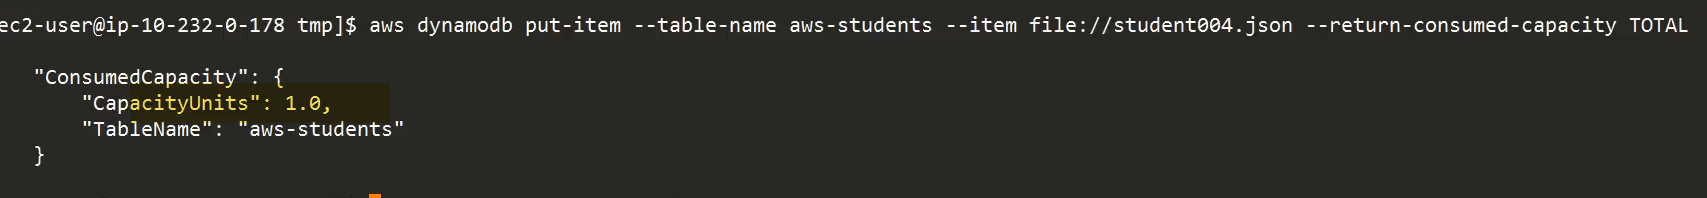 ec2-user@ip-10-232-0-178 tmp]$ aws dynamodb put-item --table-name aws-students --item file://student004.json --return-consumed-capacity TOTAL
"ConsumedCapacity": {
"CapacityUnits": 1.0,
"TableName": "aws-students"
}